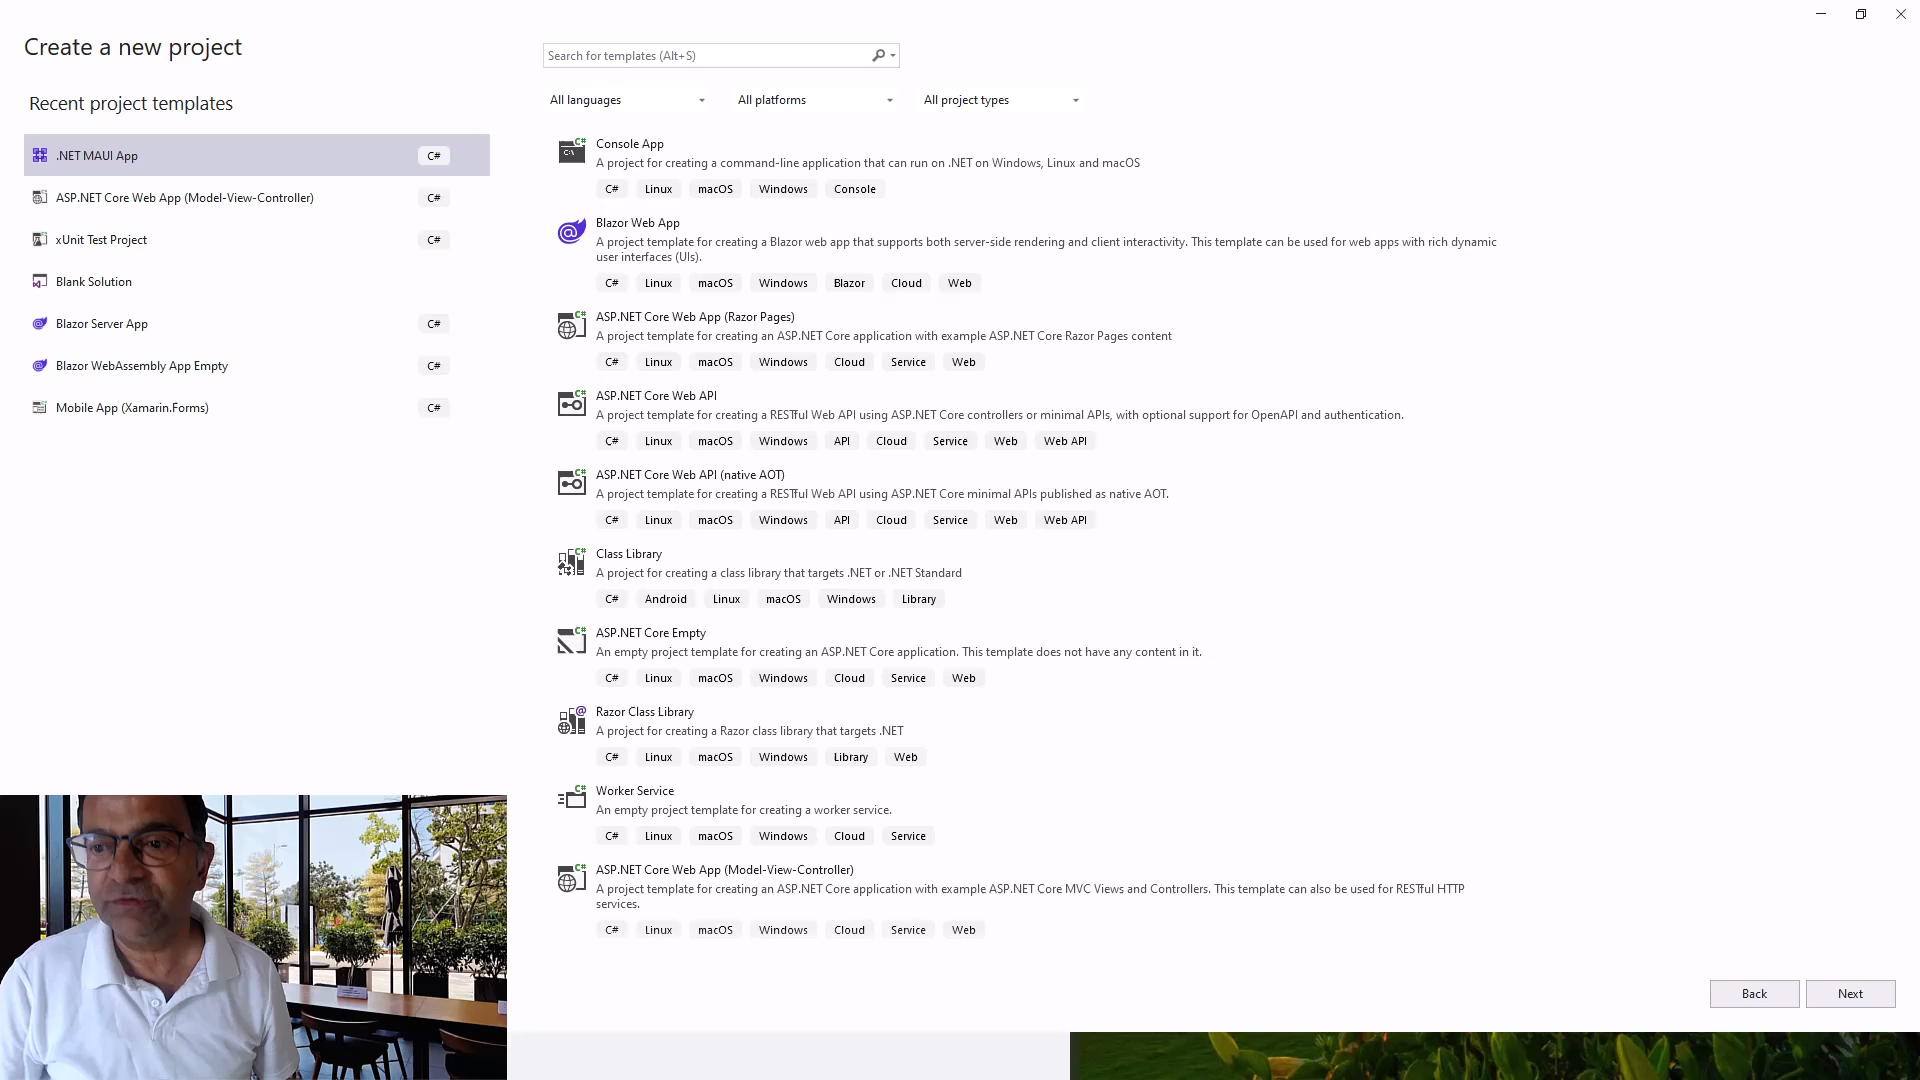 Create a new project
Recent project templates
.NET MAUI App C#
ASP.NET Core Web App (Model-View-Controller) C#
xUnit Test Project C#
Blank Solution
Blazor Server App C#
Blazor WebAssembly App Empty C#
Mobile App (Xamarin.Forms) C#
Search for templates (Alt+S)
All languages All platforms All project types
Console App
A project for creating a command-line application that can run on .NET on Windows, Linux and macOS
C# Linux macOS Windows Console
Blazor Web App
A project template for creating a Blazor web app that supports both server-side rendering and client interactivity. This template can be used for web apps with rich dynamic
user interfaces (UIs).
C# Linux macOS Windows Blazor Cloud Web
ASP.NET Core Web App (Razor Pages)
A project template for creating an ASP.NET Core application with example ASP.NET Core Razor Pages content
C# Linux macOS Windows Cloud Service Web
ASP.NET Core Web API
A project template for creating a RESTful Web API using ASP.NET Core controllers or minimal APIs, with optional support for OpenAPI and authentication.
C# Linux macOS Windows API Cloud Service Web Web API
ASP.NET Core Web API (native AOT)
A project template for creating a RESTful Web API using ASP.NET Core minimal APIs published as native AOT.
C# Linux macOS Windows API Cloud Service Web Web API
Class Library
A project for creating a class library that targets .NET or .NET Standard
C# Android Linux macOS Windows Library
ASP.NET Core Empty
An empty project template for creating an ASP.NET Core application. This template does not have any content in it.
C# Linux macOS Windows Cloud Service Web
Razor Class Library
A project for creating a Razor class library that targets .NET
C# Linux macOS Windows Library Web
Worker Service
An empty project template for creating a worker service.
C# Linux macOS Windows Cloud Service
ASP.NET Core Web App (Model-View-Controller)
A project template for creating an ASP.NET Core application with example ASP.NET Core MVC Views and Controllers. This template can also be used for RESTful HTTP
services.
C# Linux macOS Windows Cloud Service Web
Back Next